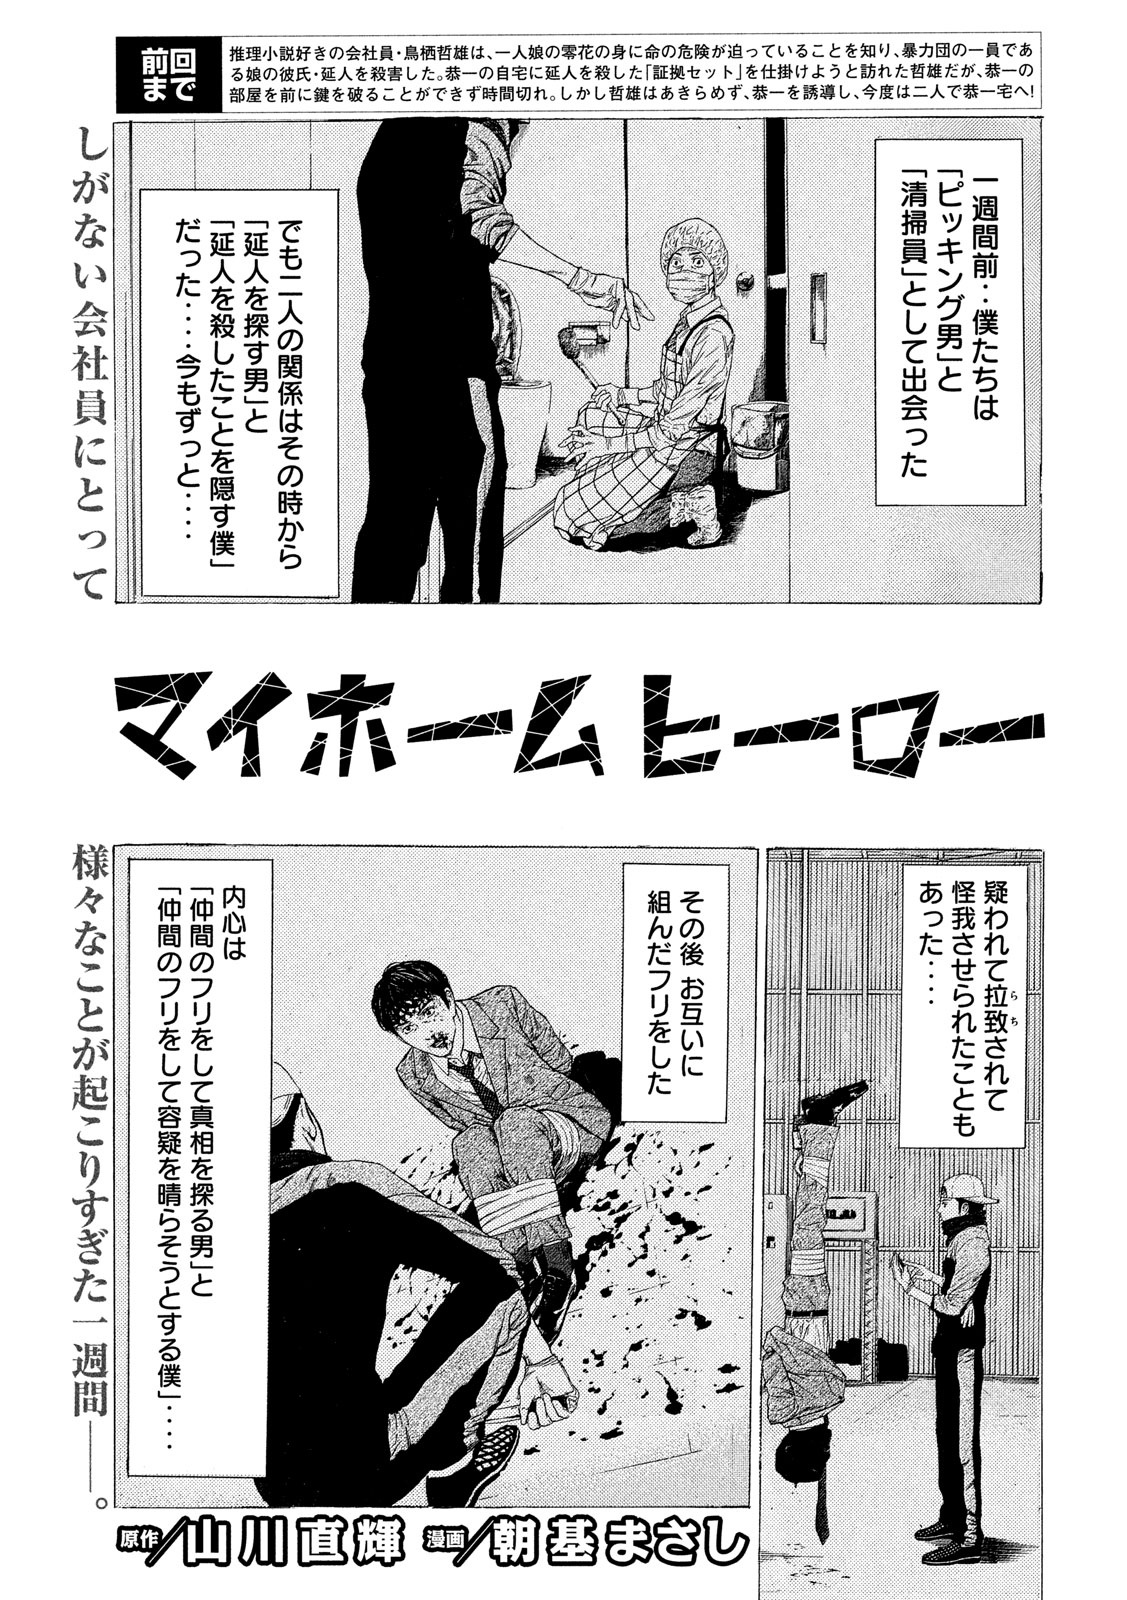 前回
まで
推理小説好きの会社員・鳥栖哲雄は、一人娘の零花の身に命の危険が迫っていることを知り、暴力団の一員であ
る娘の彼氏・延人を殺害した。恭一の自宅に延人を殺した「証拠セット」を仕掛けようと訪れた哲雄だが、恭一の
部屋を前に鍵を破ることができず時間切れ。しかし哲雄はあきらめず、恭一を誘導し、今度は二人で恭一宅へ!
一週間前‥僕たちは
「ピッキング男」と
「清掃員」として出会った
でも二人の関係はその時から
「延人を探す男」と
「延人を殺したことを隠す僕」
だった‥‥今もずっと‥‥
しがない会社員にとって
マイホームヒーロー
疑われて拉致されて
らち
怪我させられたことも
あった‥‥
その後 お互いに
組んだフリをした
内心は
「仲間のフリをして真相を探る男」と
「仲間のフリをして容疑を晴らそうとする僕」‥‥
様々なことが起こりすぎた一週間――。
原作/山川直輝 漫画/朝基まさし